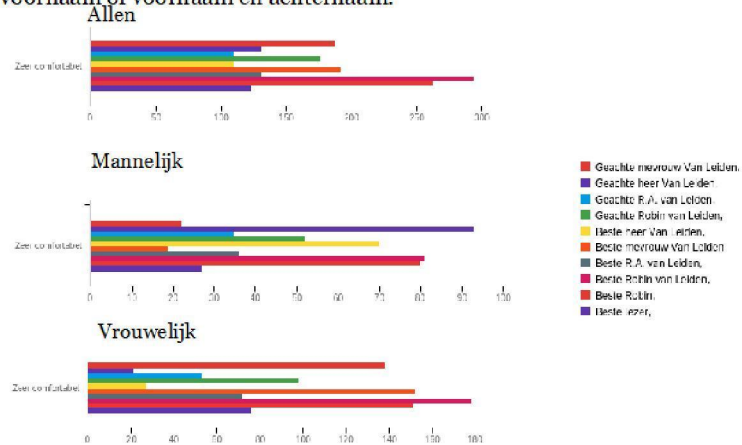 voornaam of voornaam en achternaam.
Allen
Zeer comfortabel
0 50 100 150 200 250 300
Mannelijk
Zeer comfortabel
0 10 20 30 40 50 60 70 80 90 100
Geachte mevrouw Van Leiden,
Geachte heer Van Leiden,
Geachte R.A. van Leiden,
Geachte Robin van Leiden,
Beste heer Van Leiden,
Beste mevrouw Van Leiden
Beste R.A. van Leiden,
Beste Robin van Leiden,
Beste Robin,
Beste lezer,
Vrouwelijk
Zeer comfortabel
0 20 40 60 80 100 120 140 160 180